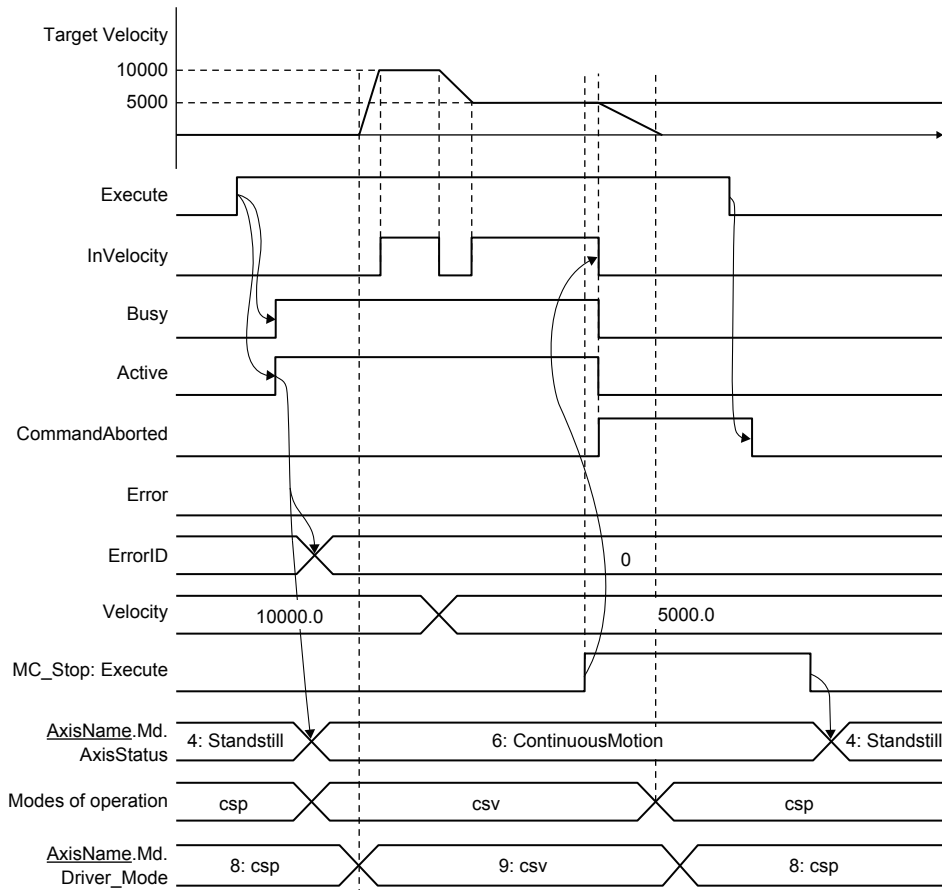 Target Velocity
10000
5000
Execute
InVelocity
Busy
Active
CommandAborted
Error
ErrorID
0
Velocity
10000.0
5000.0
MC_Stop: Execute
AxisName.Md.
AxisStatus
4: Standstill
6: ContinuousMotion
4: Standstill
Modes of operation
csp
csv
csp
AxisName.Md.
Driver_Mode
8: csp
9: csv
8: csp